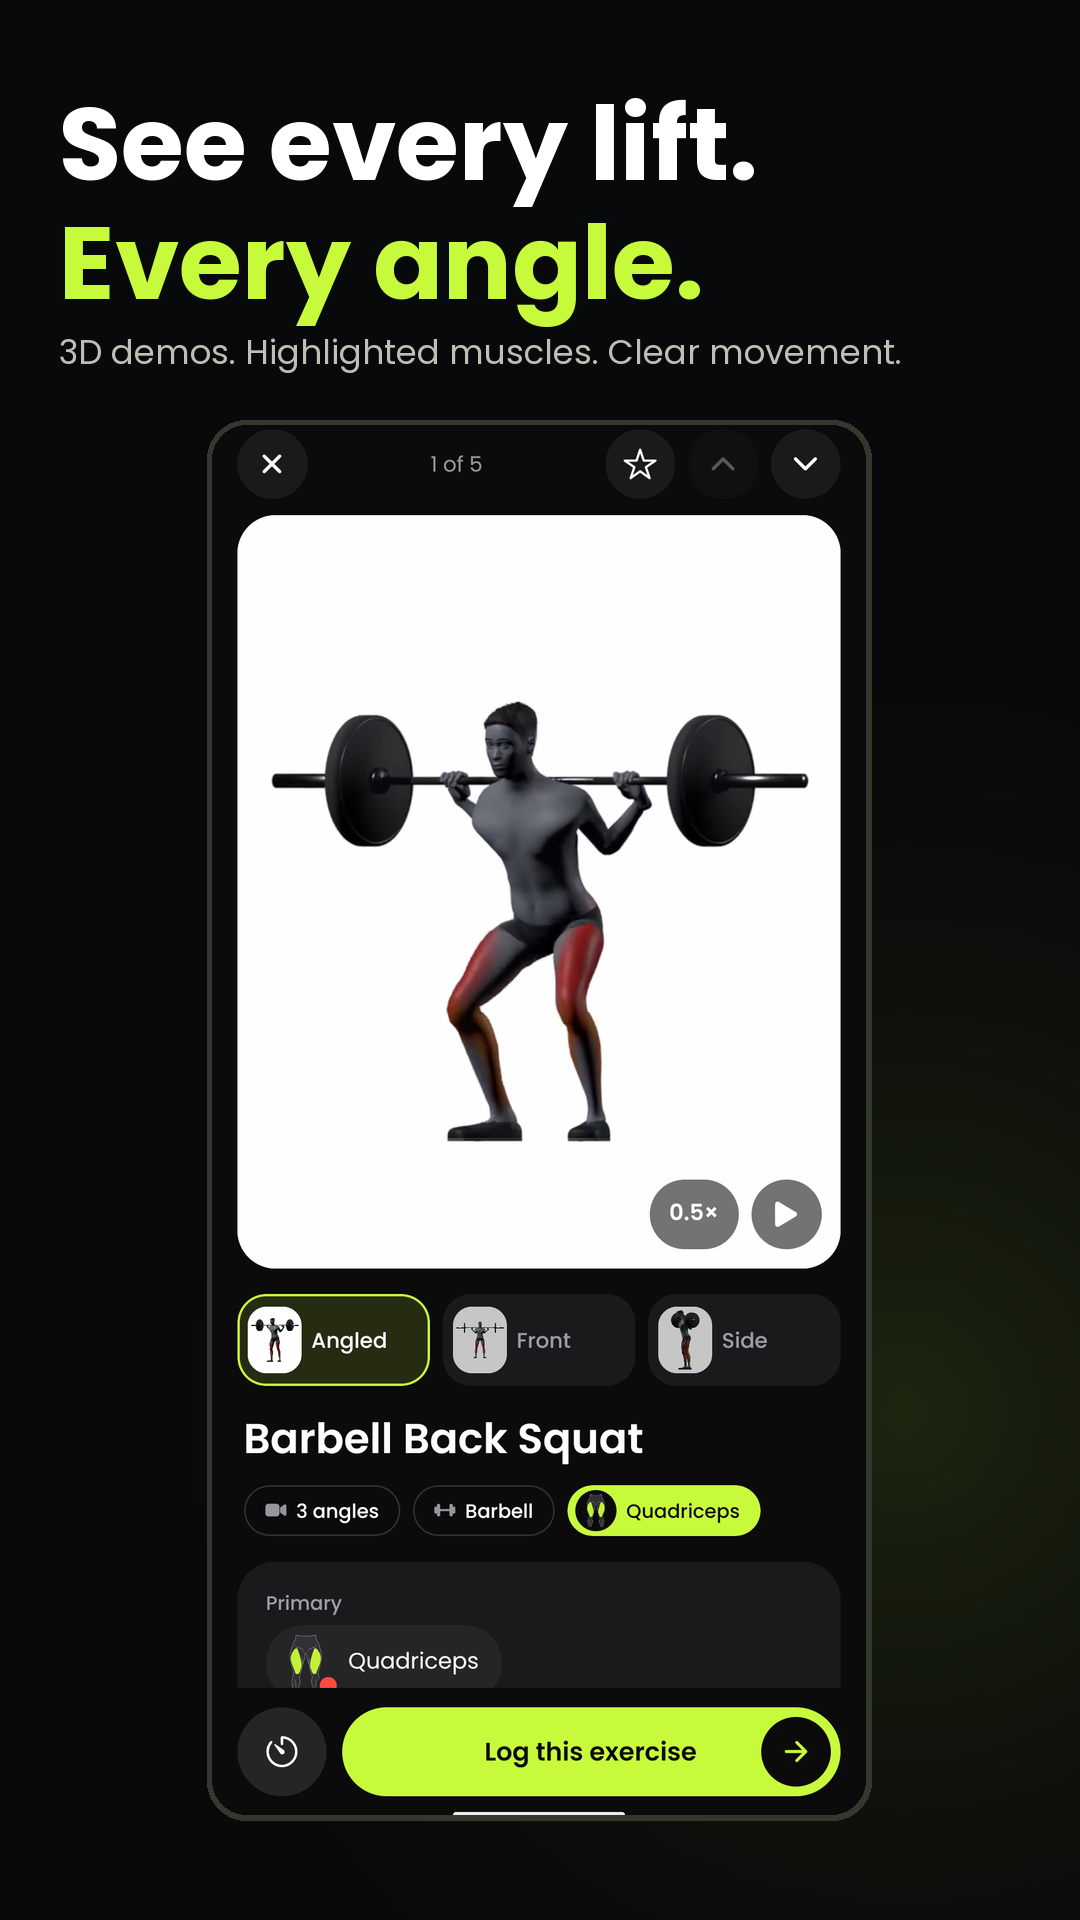 See every lift.
Every angle.
3D demos. Highlighted muscles. Clear movement.
1 of 5
0.5×
Angled
Front
Side
Barbell Back Squat
3 angles
Barbell
Quadriceps
Primary
Quadriceps
Log this exercise